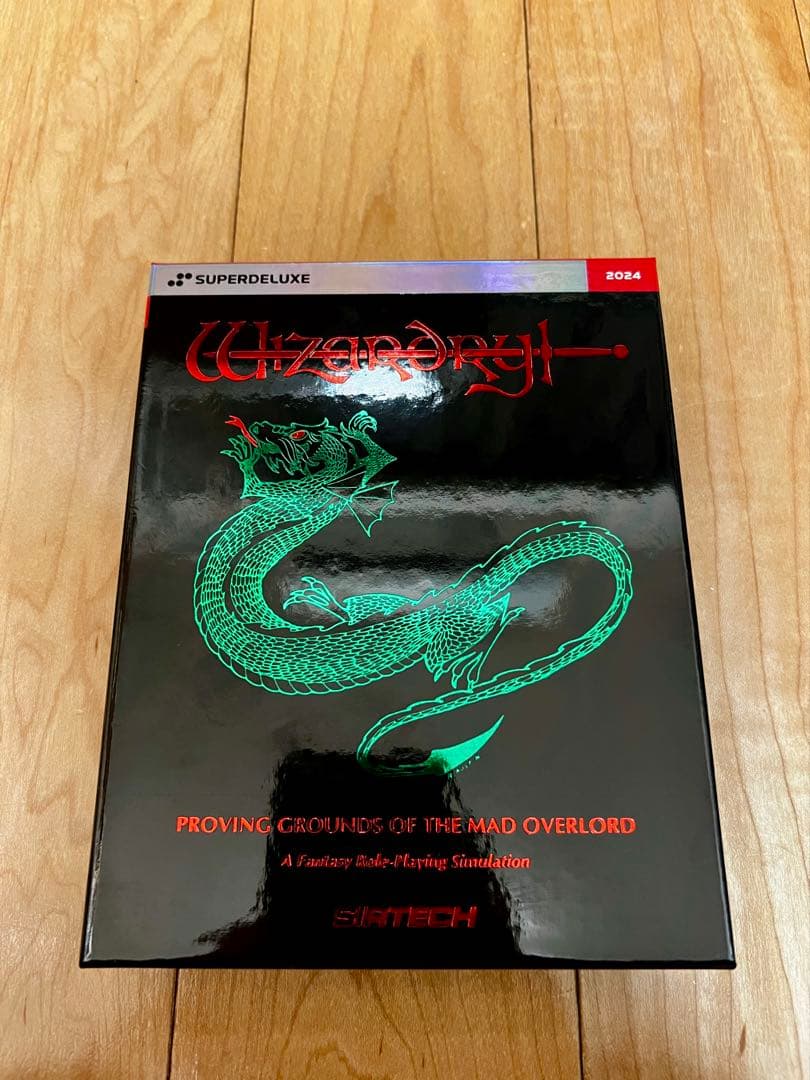 SUPERDELUXE
2024
Wizardry
PROVING GROUNDS OF THE MAD OVERLORD
A Fantasy Role-Playing Simulation
SIRTECH